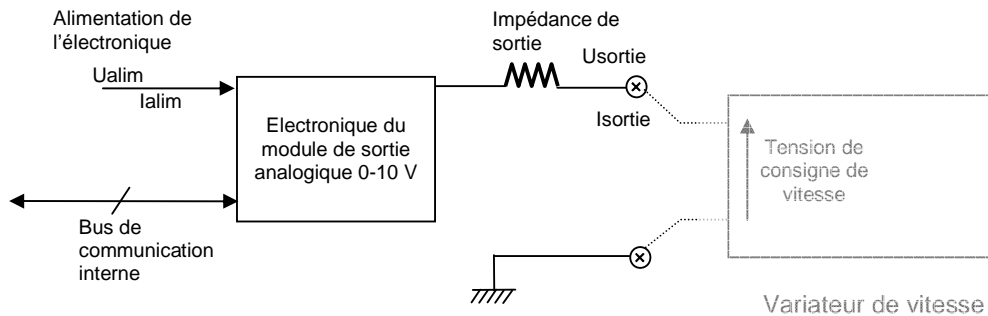 Alimentation de
l'électronique
Ualim
Ialim
Electronique du
module de sortie
analogique 0-10 V
Bus de
communication
interne
Impédance de
sortie
Usortie
Isortie
Tension de
consigne de
vitesse
Variateur de vitesse